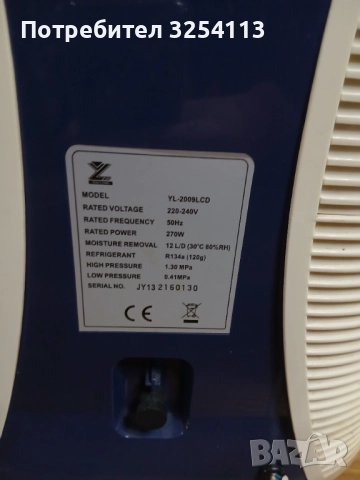 Потребител 3254113
MODEL YL-2009LCD
RATED VOLTAGE 220-240V
RATED FREQUENCY 50Hz
RATED POWER 270W
MOISTURE REMOVAL 12 L/D (30°C 80%RH)
REFRIGERANT R134a (120g)
HIGH PRESSURE 1.30 MPa
LOW PRESSURE 0.41MPa
SERIAL NO. JY132160130
CE
BAZAR